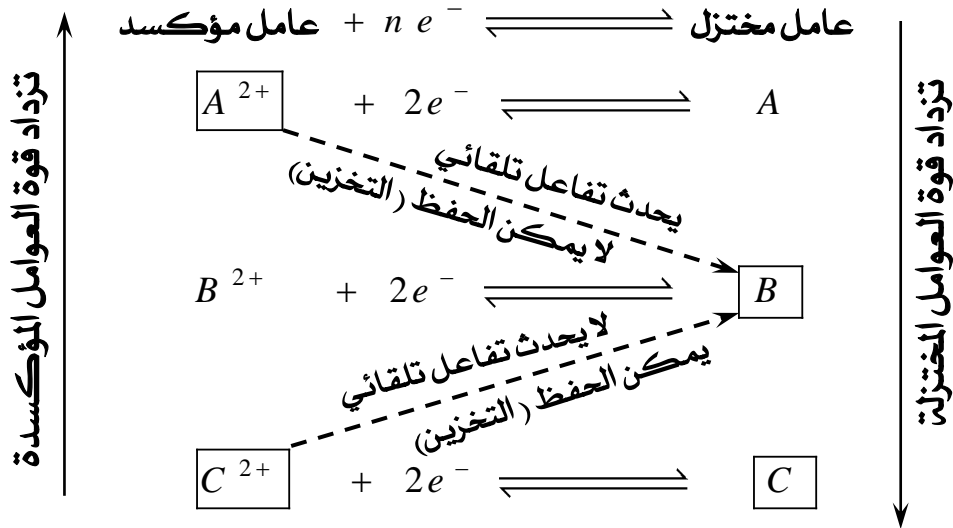 عامل مؤكسد + n e⁻ ⇌ عامل مختزل
A²⁺ + 2e⁻ ⇌ A
يحدث تفاعل تلقائي
لا يمكن الحفظ (التخزين)
B²⁺ + 2e⁻ ⇌ B
لا يحدث تفاعل تلقائي
يمكن الحفظ (التخزين)
C²⁺ + 2e⁻ ⇌ C
تزداد قوة العوامل المؤكسدة
تزداد قوة العوامل المختزلة